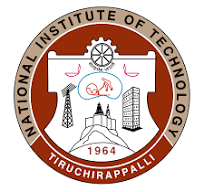 NATIONAL INSTITUTE OF TECHNOLOGY
1964
TIRUCHIRAPPALLI